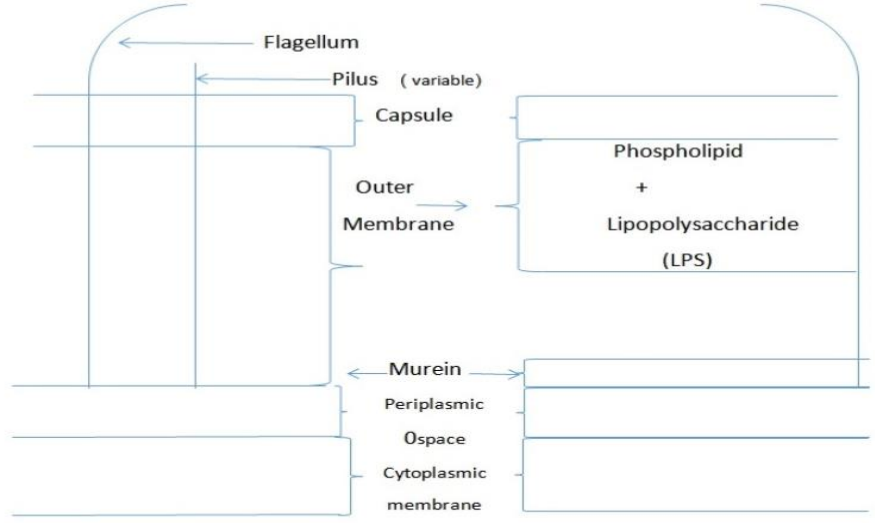 Flagellum
Pilus ( variable)
Capsule
Phospholipid
Outer +
Membrane Lipopolysaccharide
(LPS)
Murein
Periplasmic
0space
Cytoplasmic
membrane